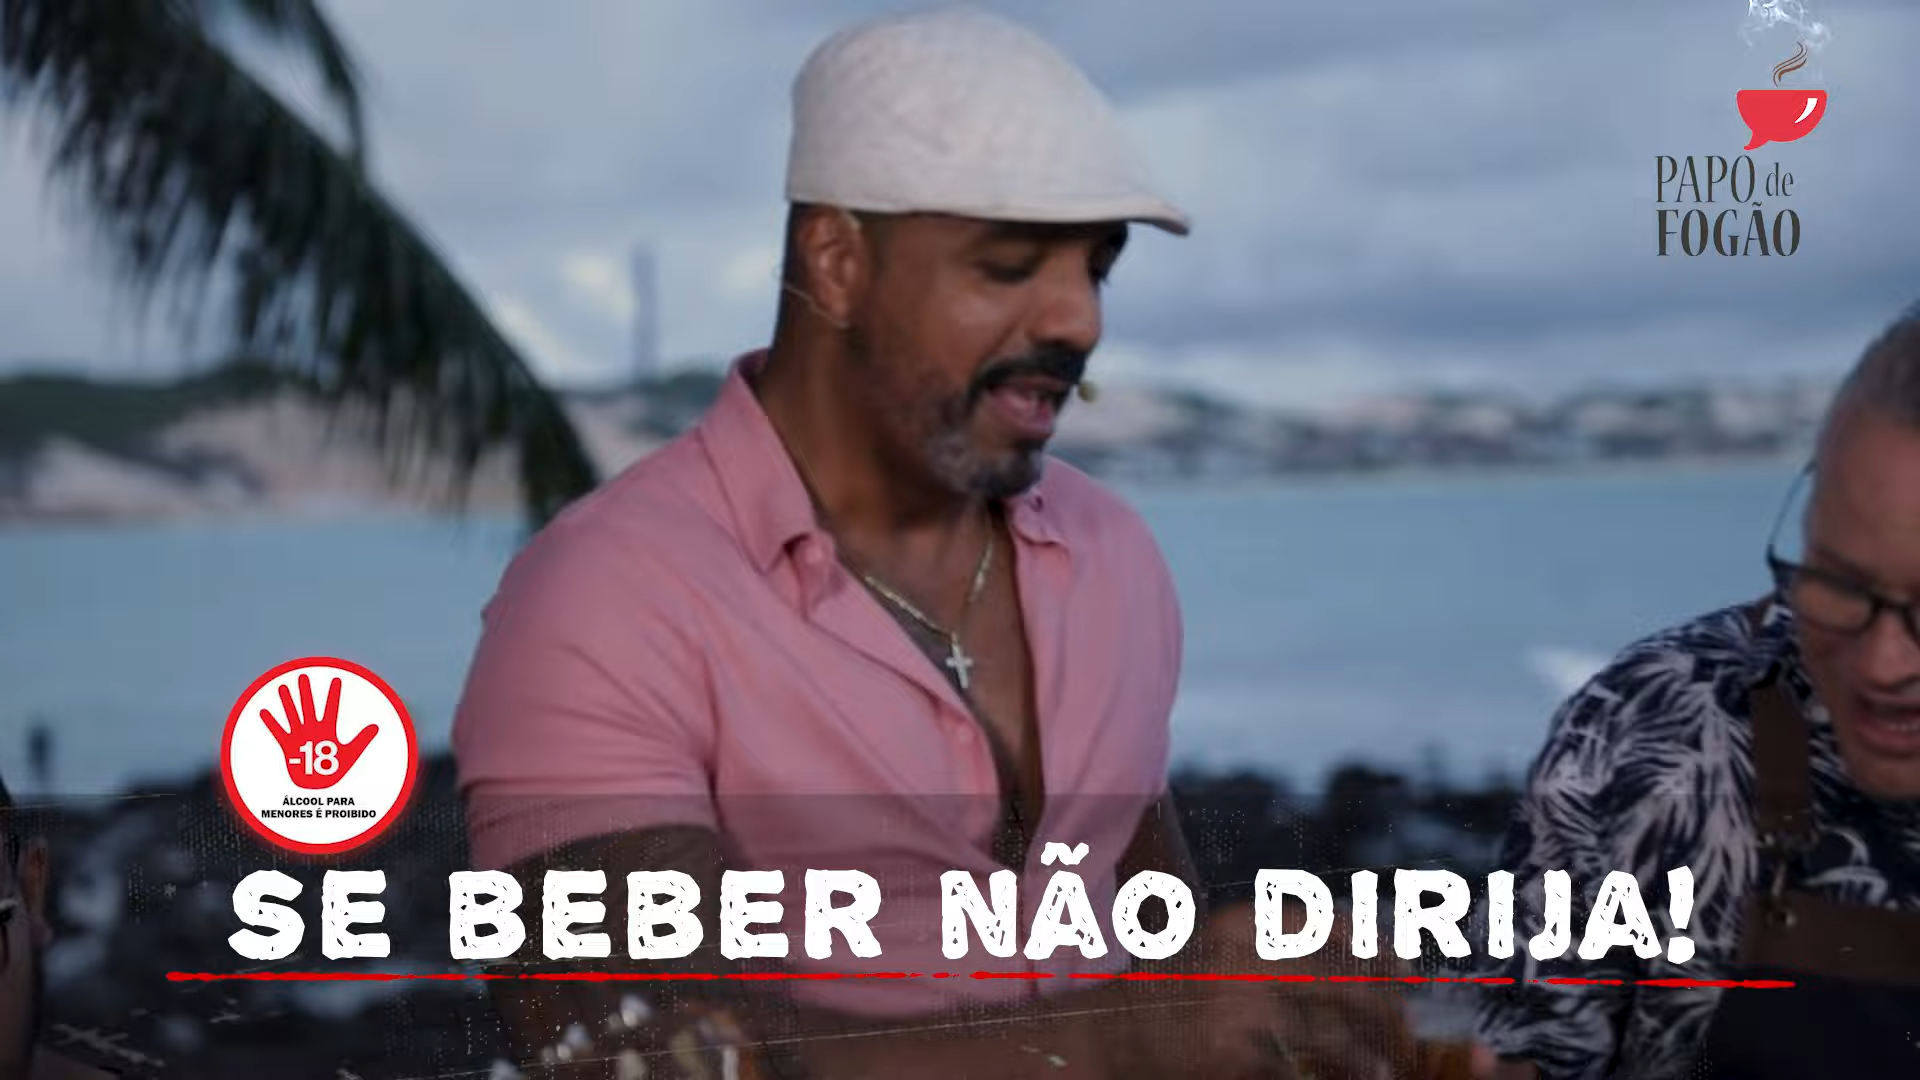 PAPO de
FOGÃO
-18
ÁLCOOL PARA
MENORES É PROIBIDO
SE BEBER NÃO DIRIJA!